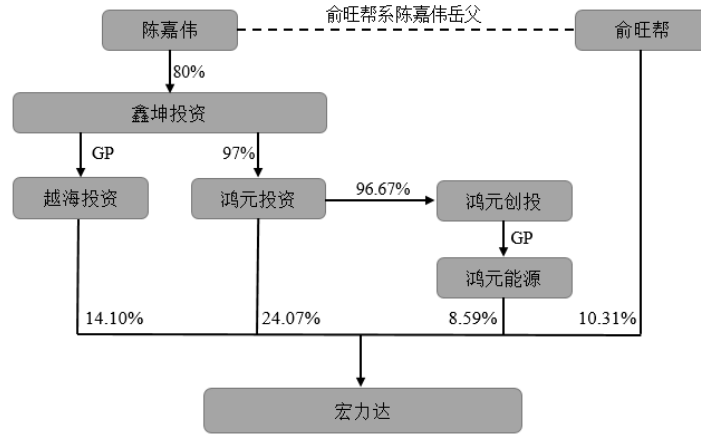 俞旺帮系陈嘉伟岳父
陈嘉伟
俞旺帮
80%
鑫坤投资
GP
97%
越海投资
鸿元投资
96.67%
鸿元创投
GP
鸿元能源
14.10%
24.07%
8.59%
10.31%
宏力达